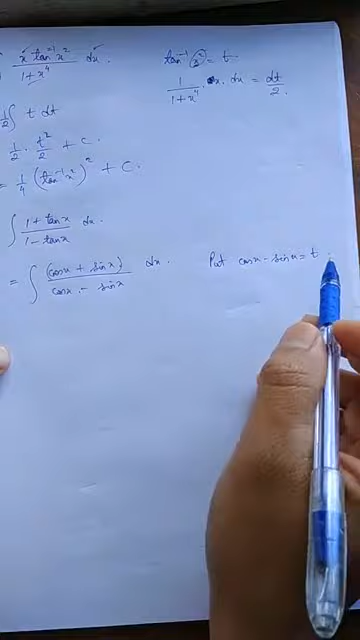 x tan⁻¹ x² / 1 + x⁴ dx
tan⁻¹ x² = t
1 / 1 + x⁴ · x · dx = dt / 2
1/2 ∫ t dt
1/2 · t²/2 + C
= 1/4 (tan⁻¹ x²)² + C
∫ 1 + tan x / 1 - tan x dx
= ∫ (cos x + sin x) / cos x - sin x dx
Put cos x - sin x = t